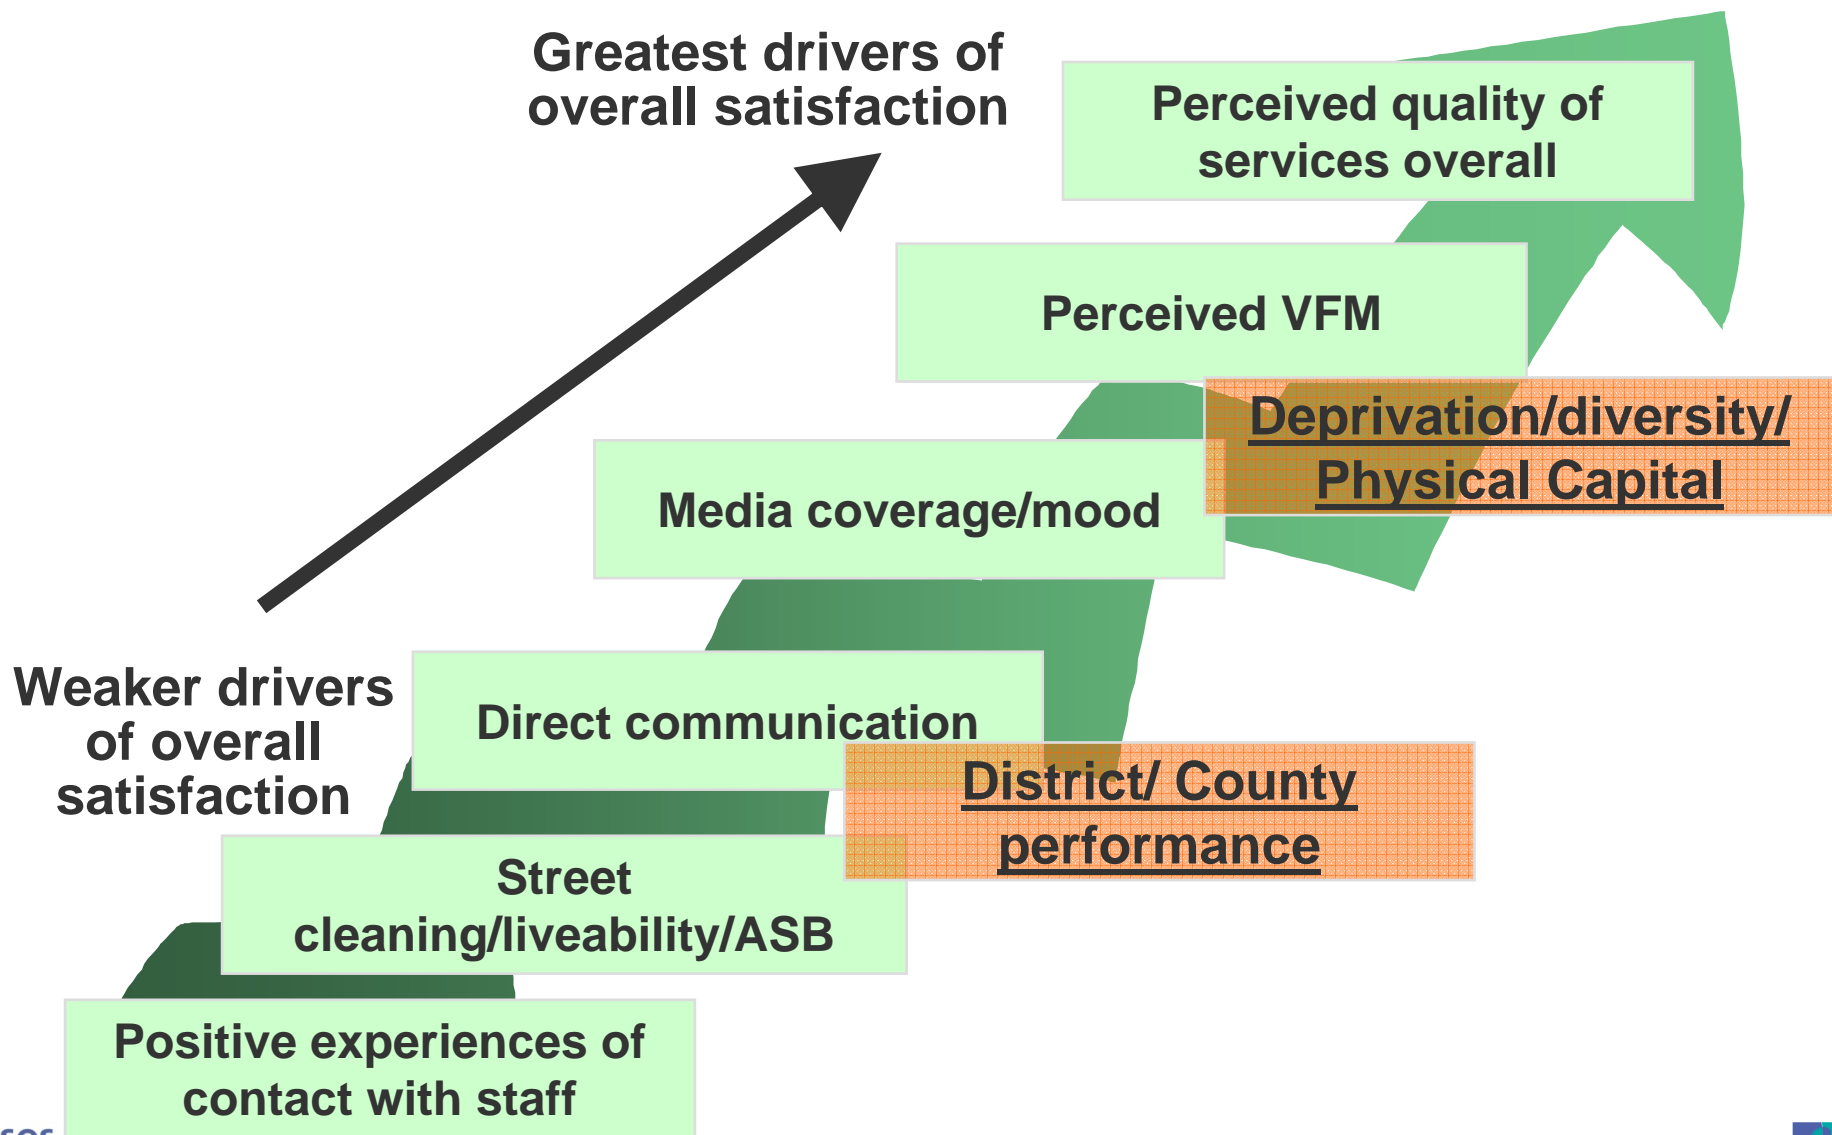 Greatest drivers of
overall satisfaction
Perceived quality of
services overall
Perceived VFM
Deprivation/diversity/
Physical Capital
Media coverage/mood
Weaker drivers
of overall
satisfaction
Direct communication
District/ County
performance
Street
cleaning/liveability/ASB
Positive experiences of
contact with staff